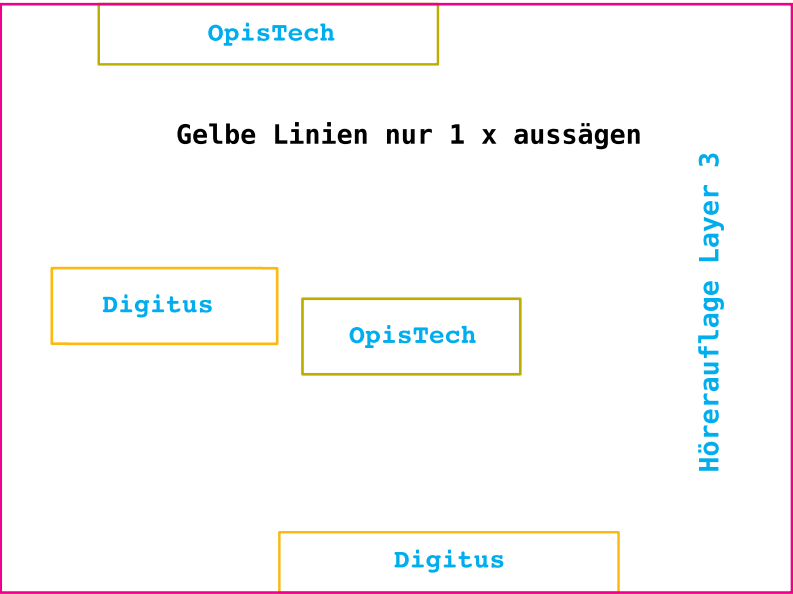 OpisTech
Gelbe Linien nur 1 x aussägen
Hörerauflage Layer 3
Digitus
OpisTech
Digitus